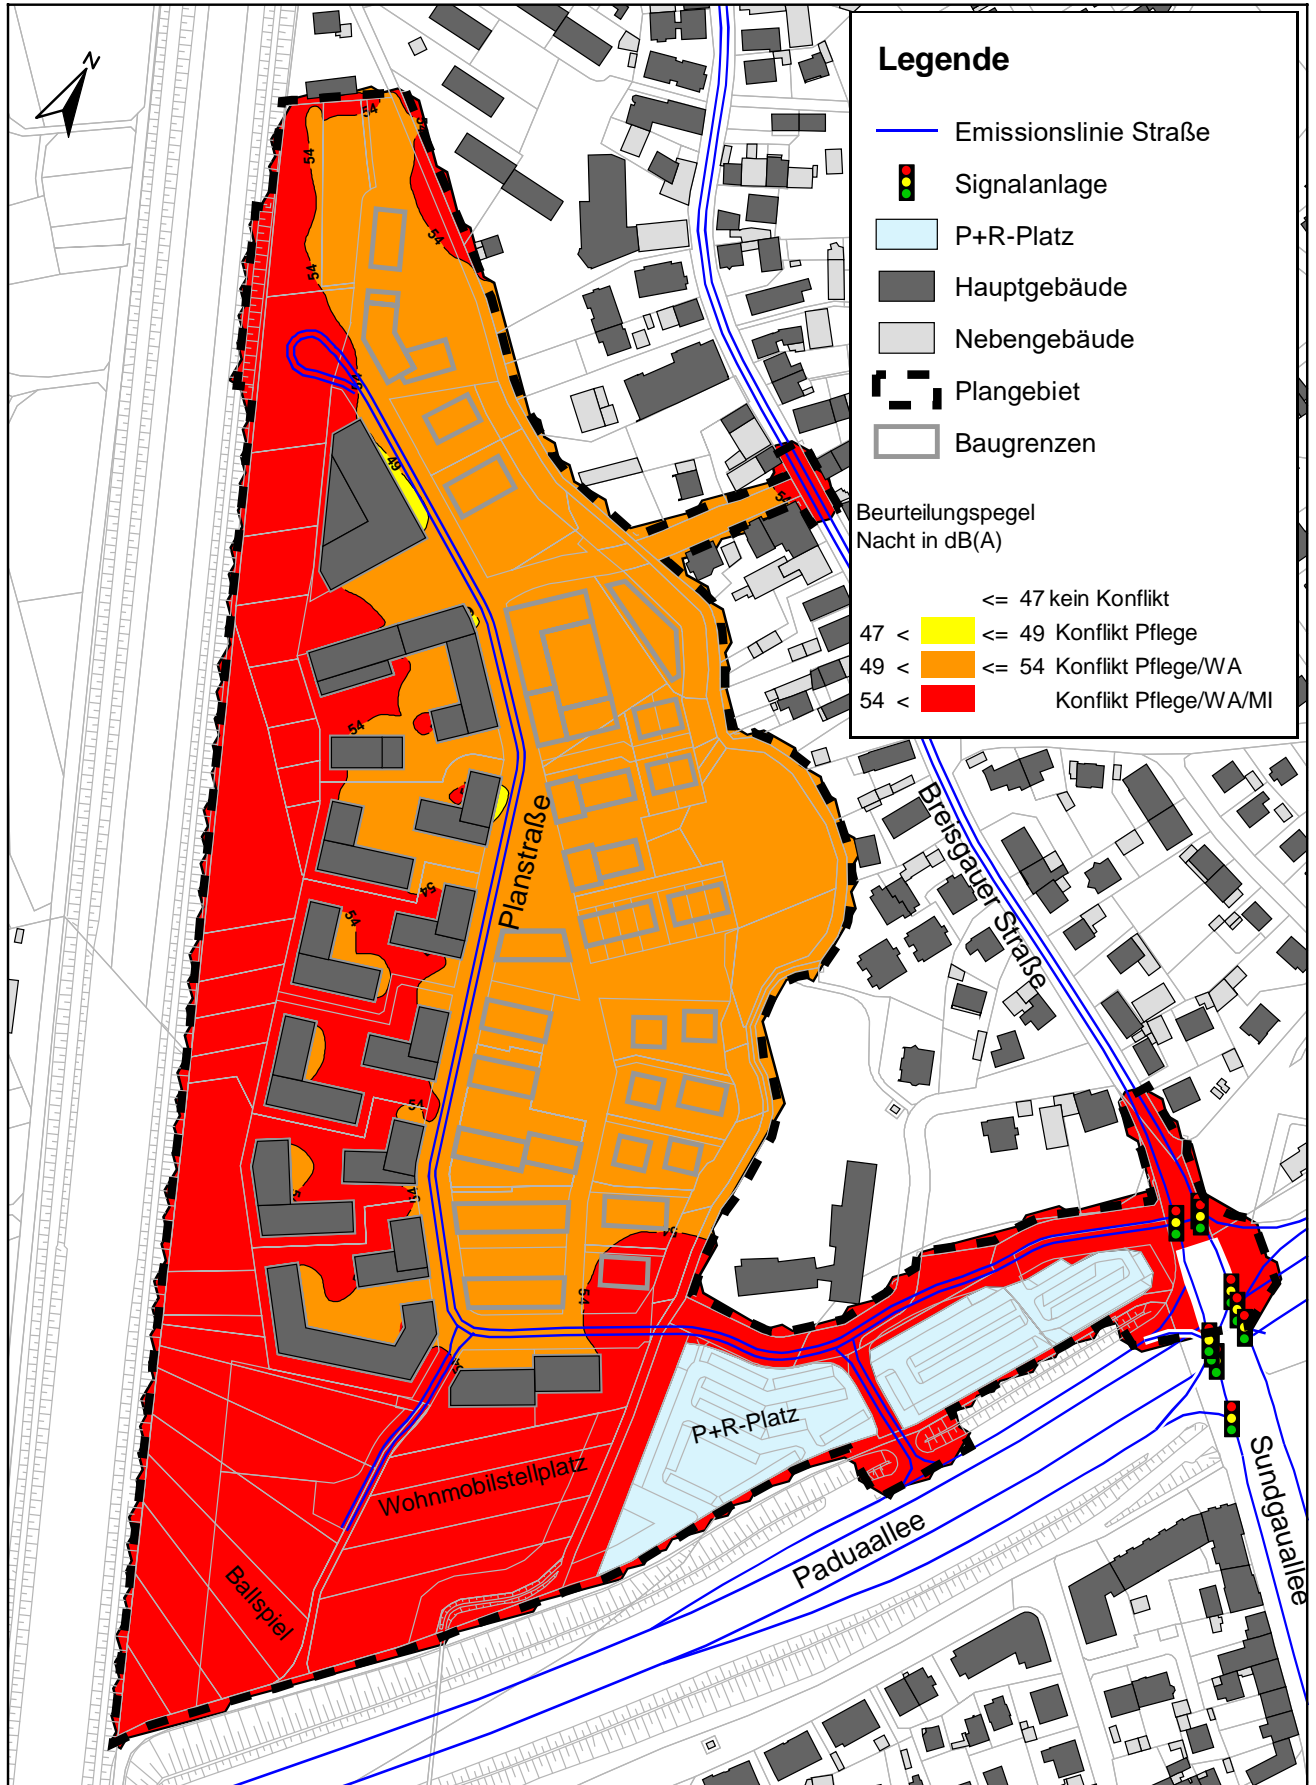 N
Legende
Emissionslinie Straße
Signalanlage
P+R-Platz
Hauptgebäude
Nebengebäude
Plangebiet
Baugrenzen
Beurteilungspegel
Nacht in dB(A)
<= 47 kein Konflikt
47 < <= 49 Konflikt Pflege
49 < <= 54 Konflikt Pflege/WA
54 < Konflikt Pflege/WA/MI
54
54
54
54
49
54
54
54
54
54
Planstraße
Breisgauer Straße
P+R-Platz
Wohnmobilstellplatz
Ballspiel
Paduaallee
Sundgauallee